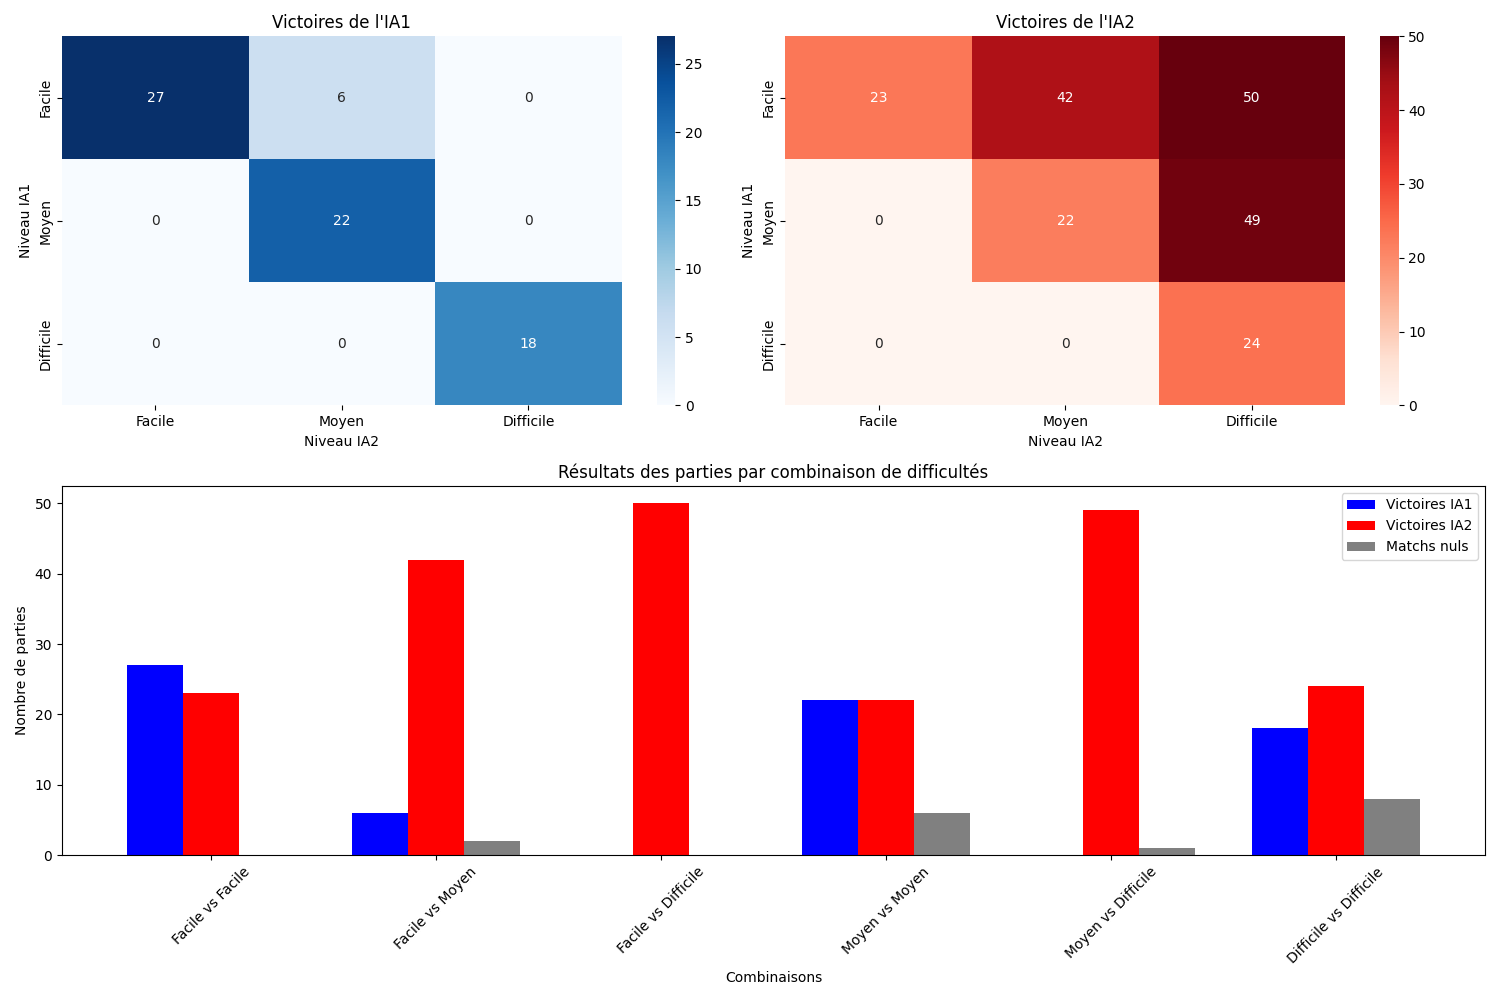 Victoires de l'IA1
Niveau IA1
Facile
Moyen
Difficile
27 6 0
0 22 0
0 0 18
Facile Moyen Difficile
Niveau IA2
25
20
15
10
5
0
Victoires de l'IA2
Niveau IA1
Facile
Moyen
Difficile
23 42 50
0 22 49
0 0 24
Facile Moyen Difficile
Niveau IA2
50
40
30
20
10
0
Résultats des parties par combinaison de difficultés
Nombre de parties
50
40
30
20
10
0
Victoires IA1
Victoires IA2
Matchs nuls
Facile vs Facile
Facile vs Moyen
Facile vs Difficile
Moyen vs Moyen
Moyen vs Difficile
Difficile vs Difficile
Combinaisons